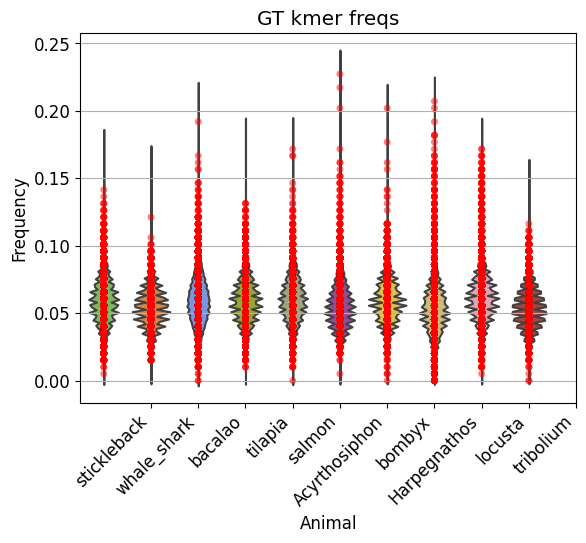 GT kmer freqs
0.25
0.20
0.15
0.10
0.05
0.00
Frequency
stickleback
whale_shark
bacalao
tilapia
salmon
Acyrthosiphon
bombyx
Harpegnathos
locusta
tribolium
Animal